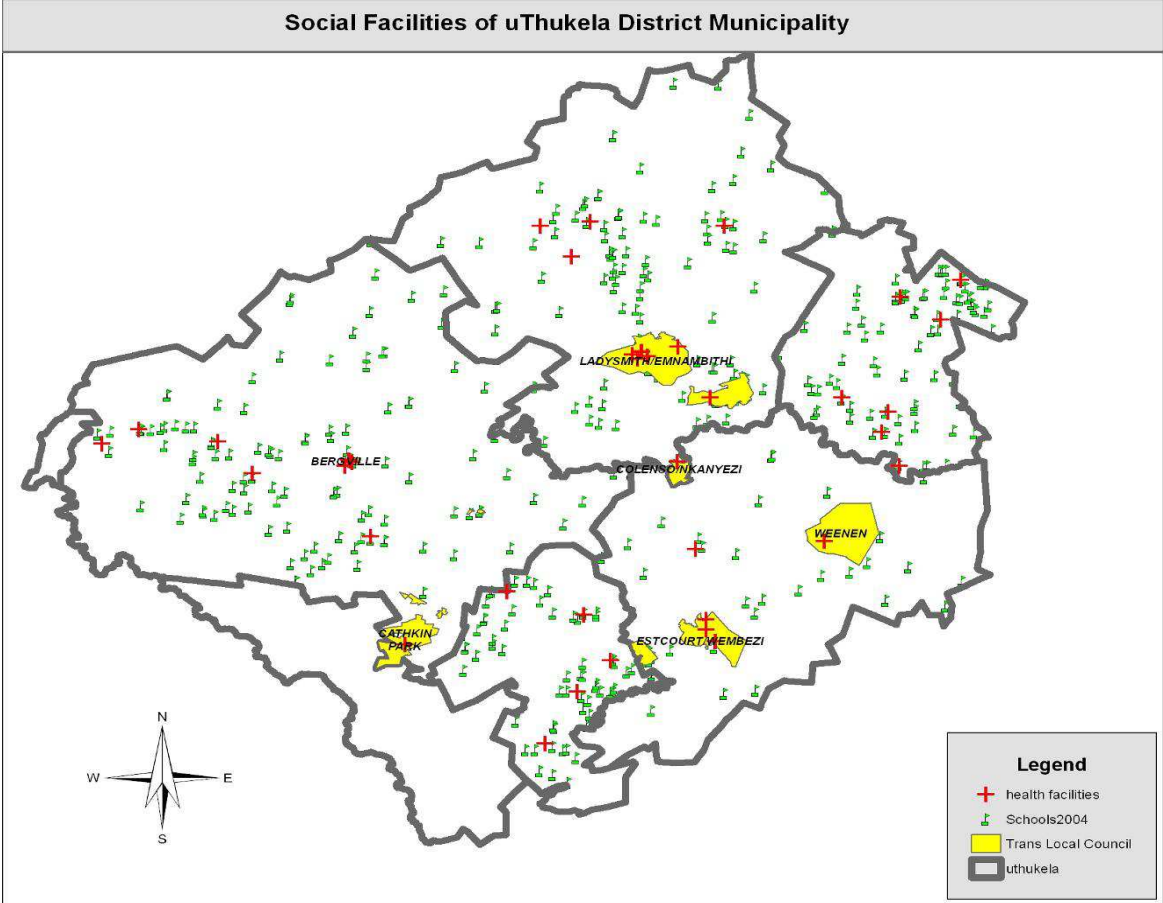 Social Facilities of uThukela District Municipality
LADYSMITH/EMNAMBITHI
BERGVILLE
COLENSO/NKANYEZI
WEENEN
CATHKIN
PARK
ESTCOURT/WEMBEZI
N
W
E
S
Legend
health facilities
Schools2004
Trans Local Council
uthukela